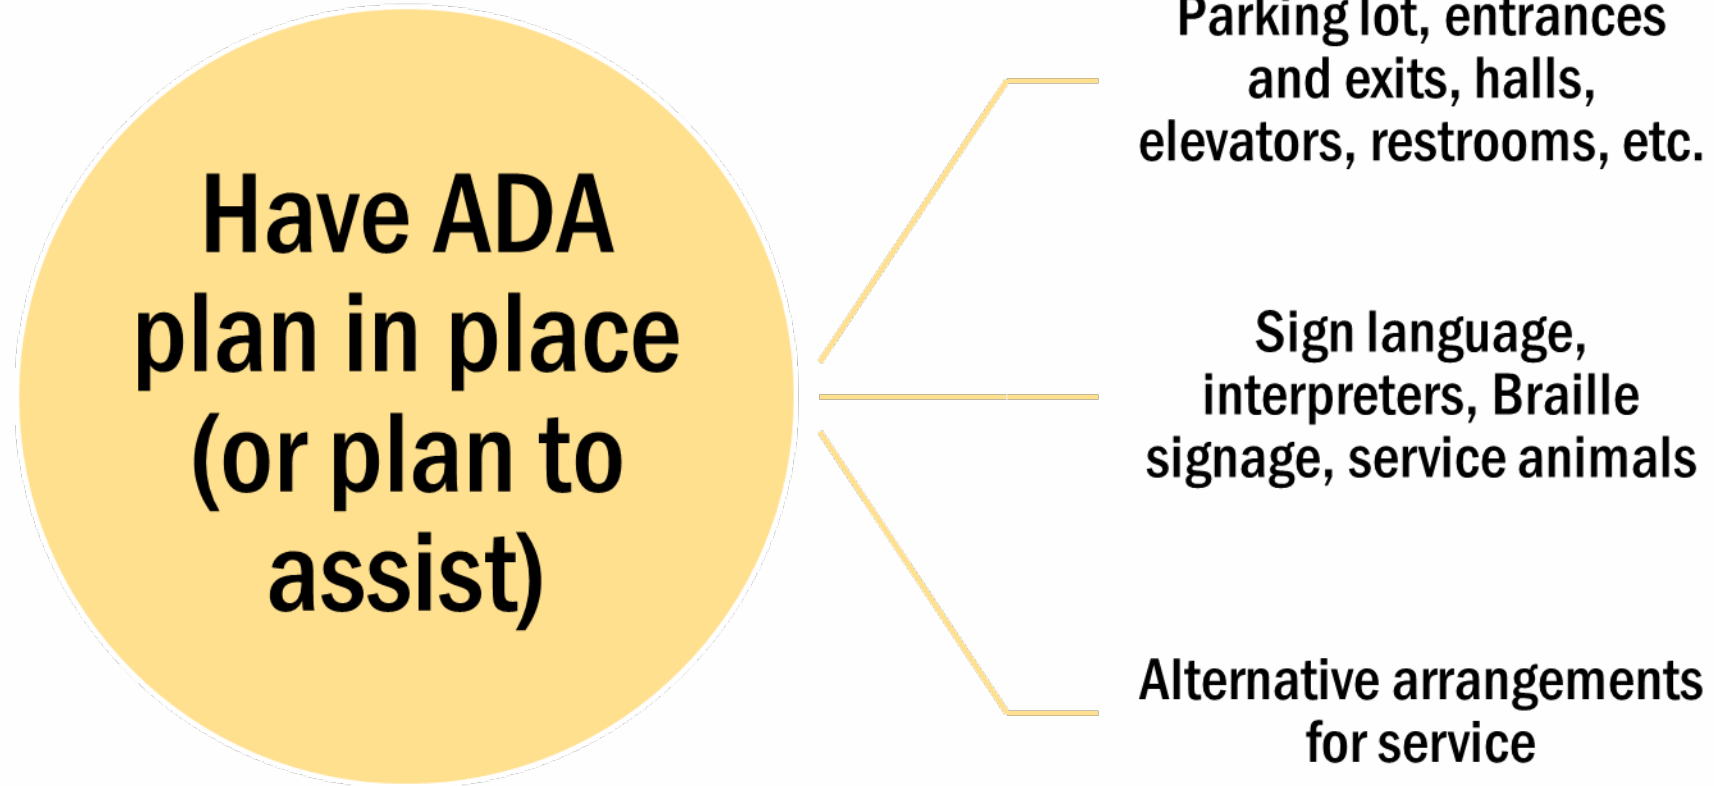 Have ADA
plan in place
(or plan to
assist)
Parking lot, entrances
and exits, halls,
elevators, restrooms, etc.
Sign language,
interpreters, Braille
signage, service animals
Alternative arrangements
for service